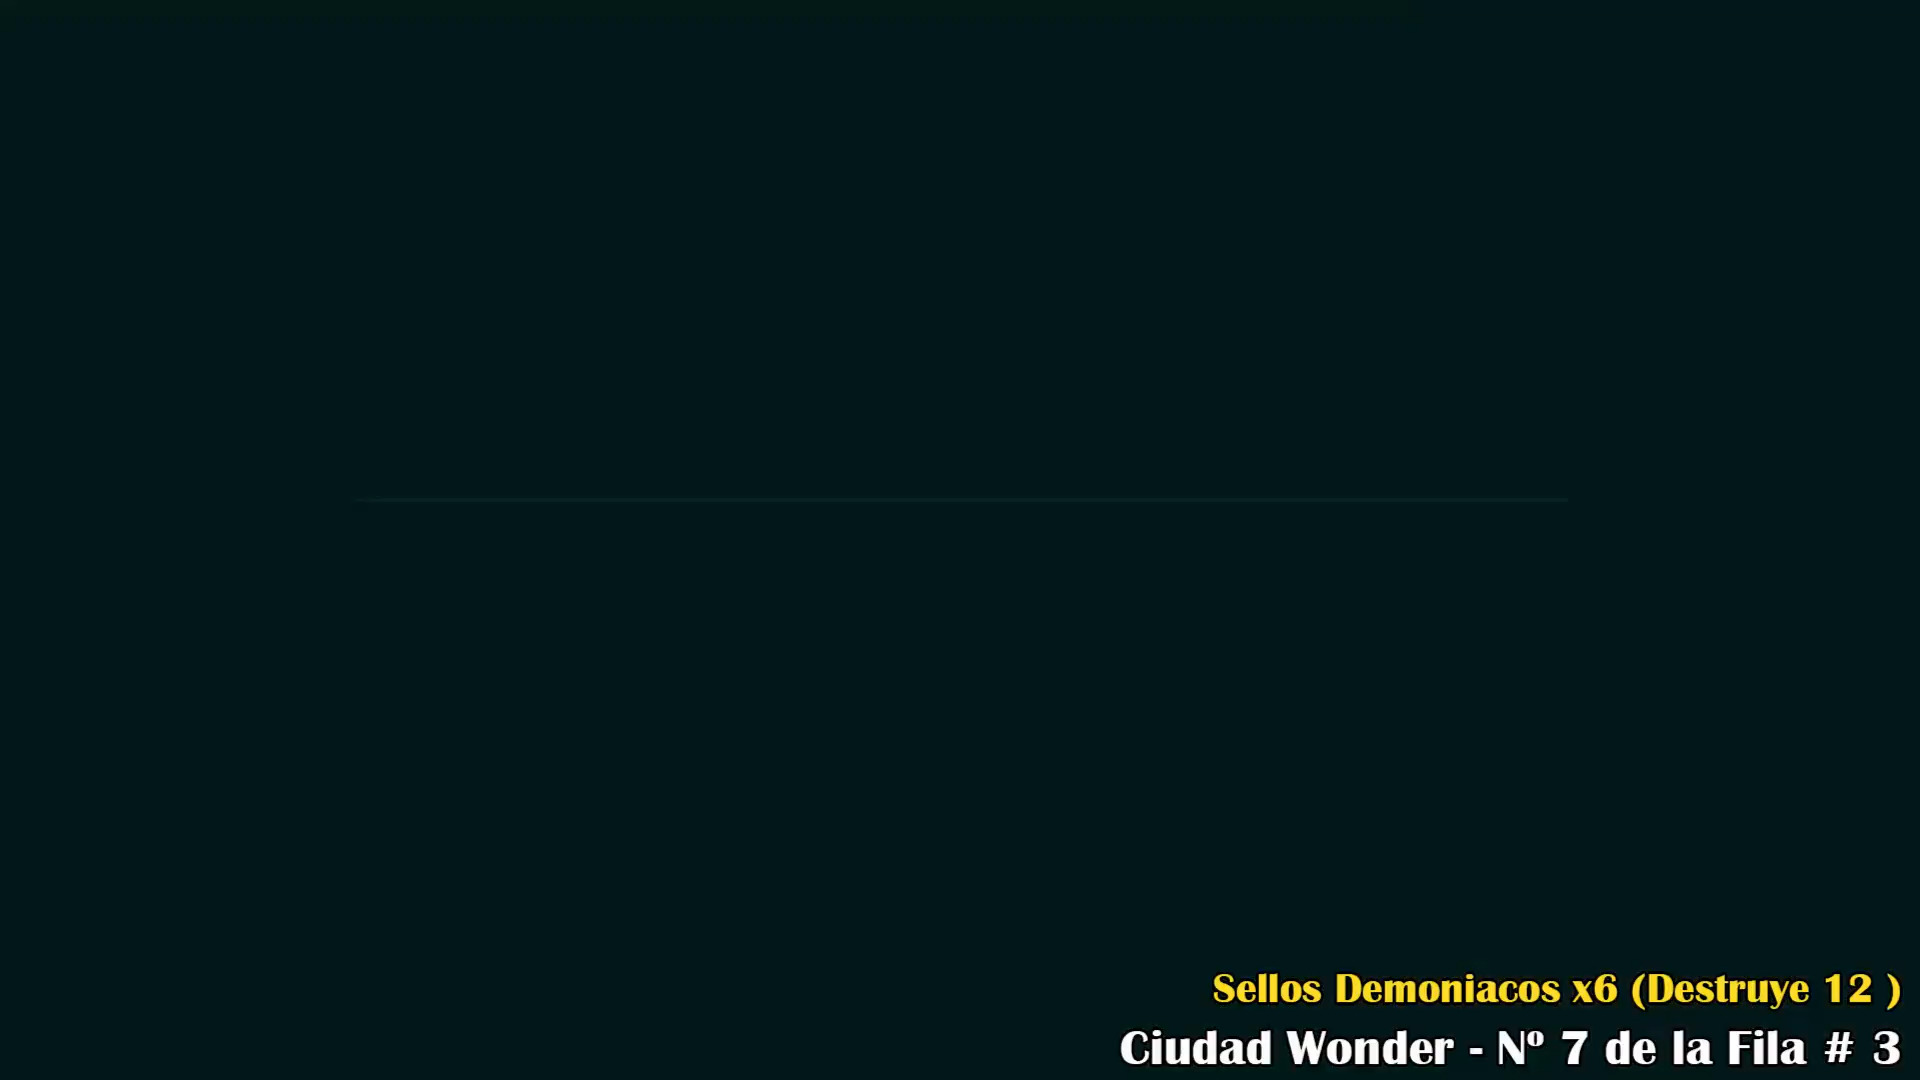 Sellos Demoniacos x6 (Destruye 12 )
Ciudad Wonder - Nº 7 de la Fila # 3